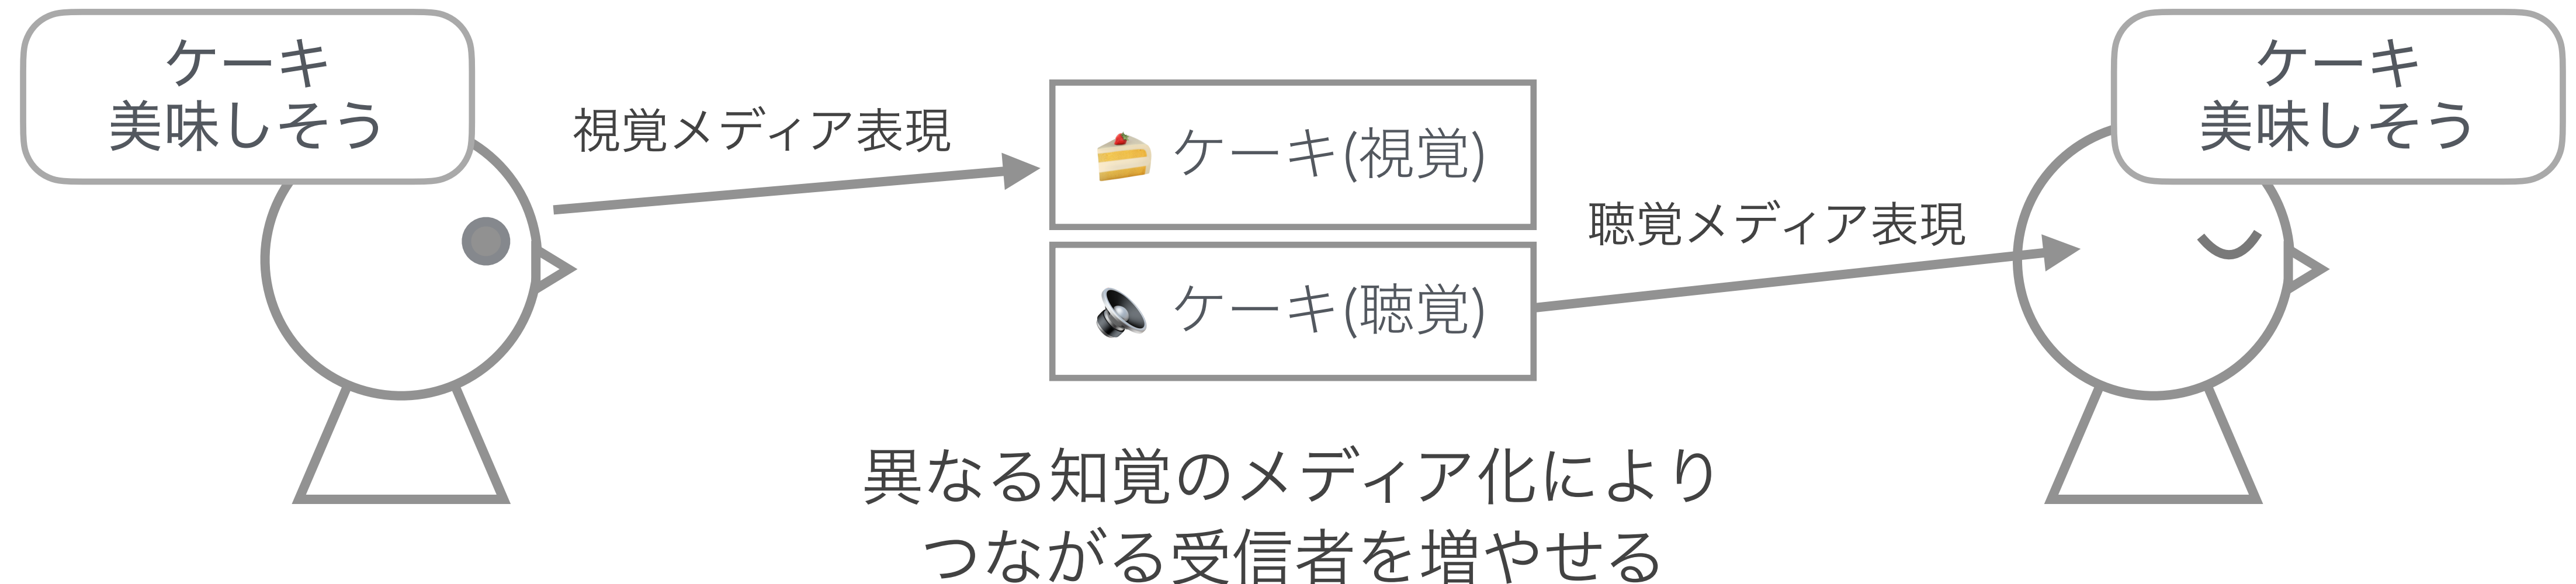 ケーキ
美味しそう
視覚メディア表現
ケーキ(視覚)
ケーキ(聴覚)
聴覚メディア表現
ケーキ
美味しそう
異なる知覚のメディア化により
つながる受信者を増やせる